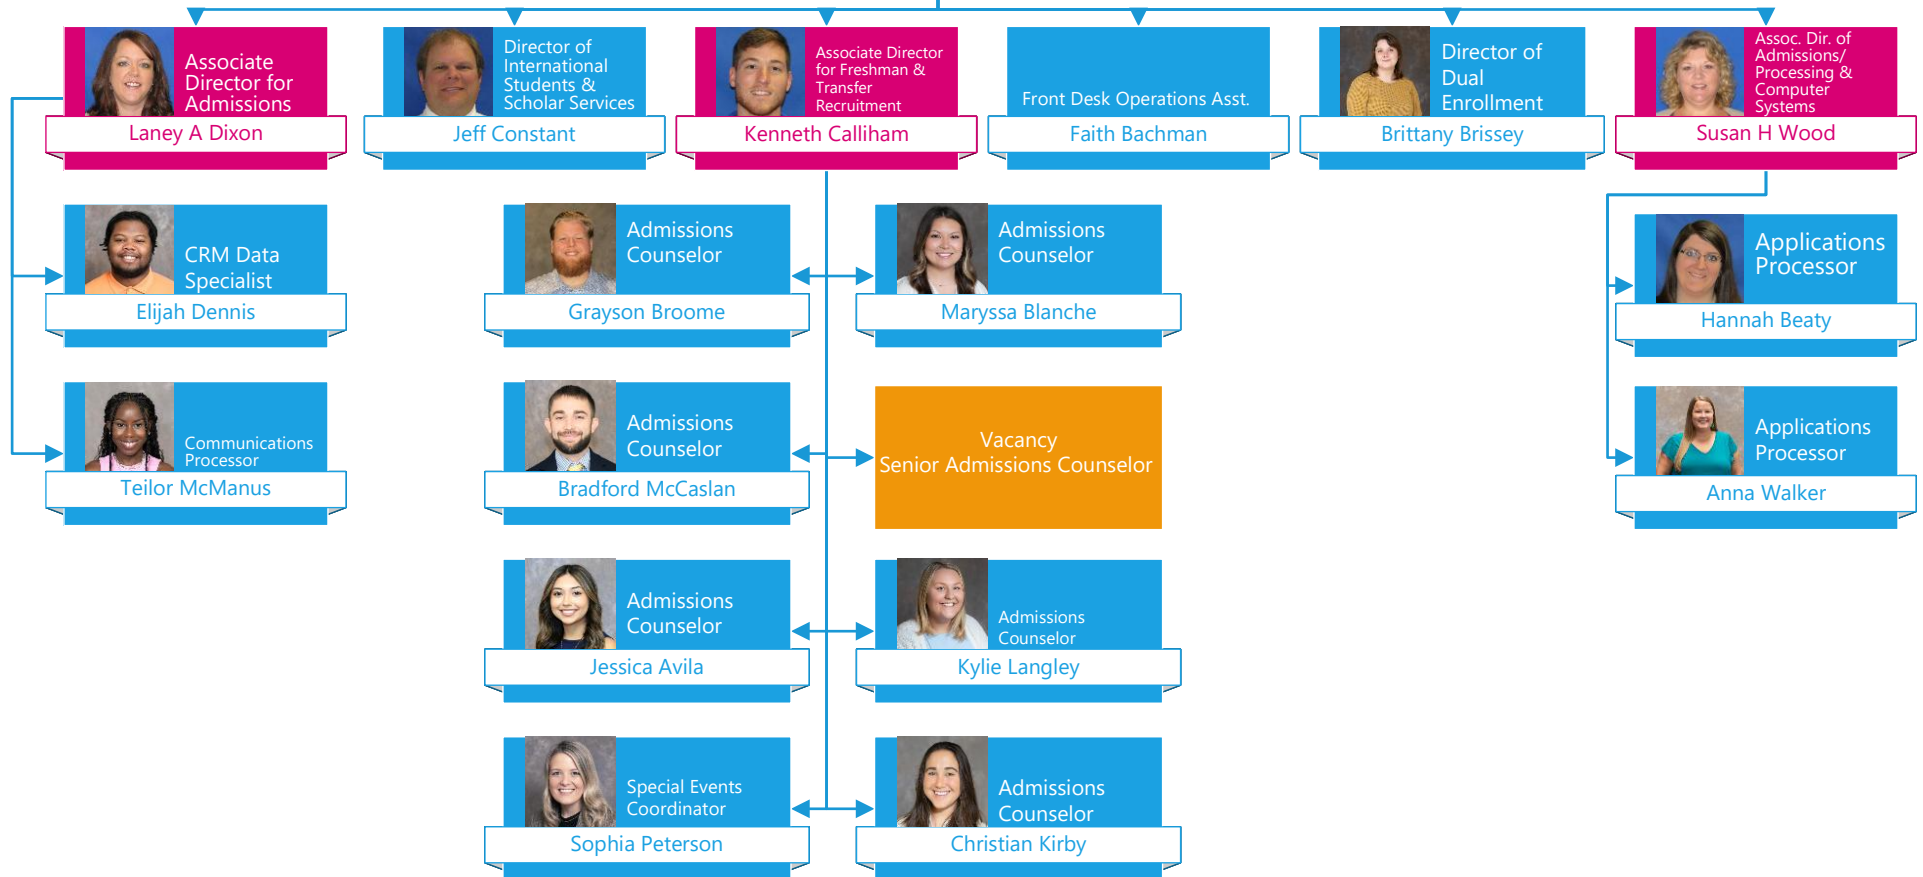 Associate
Director for
Admissions
Laney A Dixon
Director of
International
Students &
Scholar Services
Jeff Constant
Associate Director
for Freshman &
Transfer
Recruitment
Kenneth Calliham
Front Desk Operations Asst.
Faith Bachman
Director of
Dual
Enrollment
Brittany Brissey
Assoc. Dir. of
Admissions/
Processing &
Computer
Systems
Susan H Wood
CRM Data
Specialist
Elijah Dennis
Admissions
Counselor
Grayson Broome
Admissions
Counselor
Maryssa Blanche
Applications
Processor
Hannah Beaty
Communications
Processor
Teilor McManus
Admissions
Counselor
Bradford McCaslan
Vacancy
Senior Admissions Counselor
Applications
Processor
Anna Walker
Admissions
Counselor
Jessica Avila
Admissions
Counselor
Kylie Langley
Special Events
Coordinator
Sophia Peterson
Admissions
Counselor
Christian Kirby